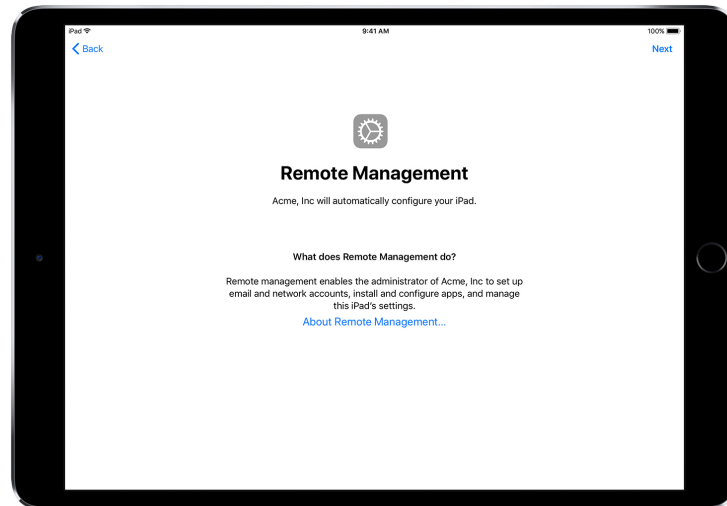 iPad
9:41 AM
100%
Back
Next
Remote Management
Acme, Inc will automatically configure your iPad.
What does Remote Management do?
Remote management enables the administrator of Acme, Inc to set up
email and network accounts, install and configure apps, and manage
this iPad's settings.
About Remote Management...